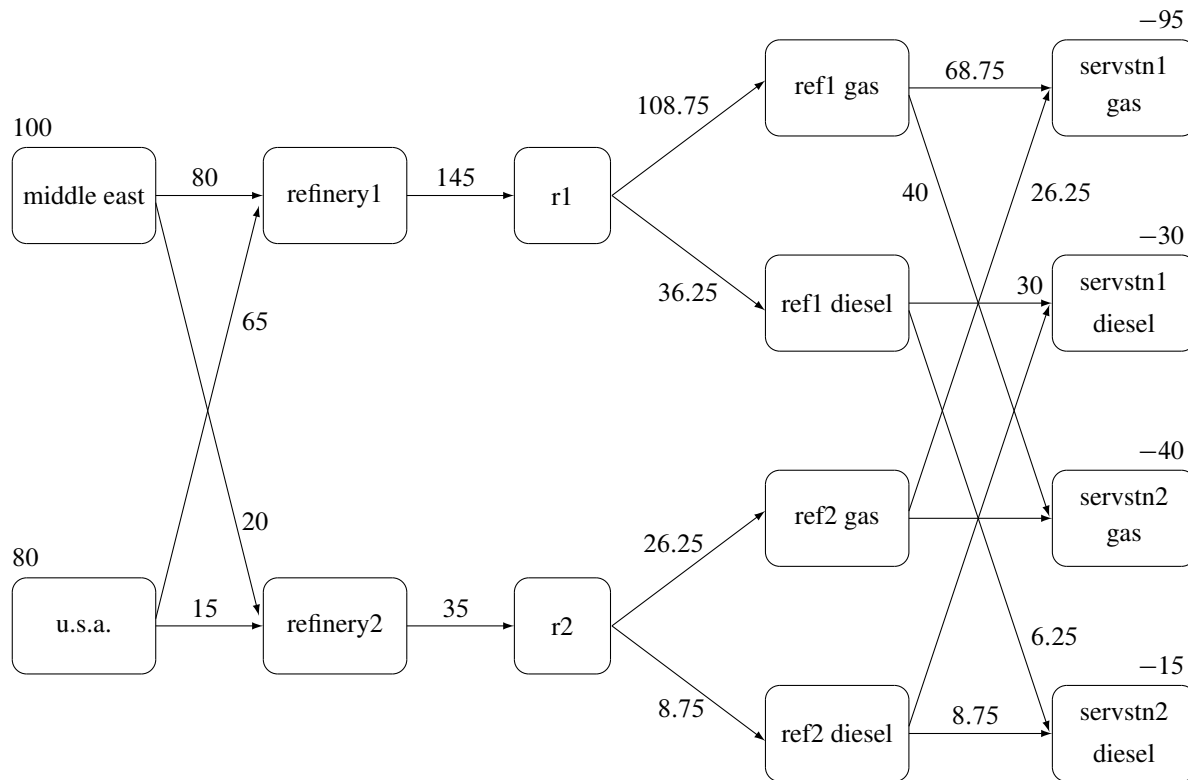 −95
68.75
ref1 gas
servstn1
gas
108.75
100
80
145
40
26.25
middle east
refinery1
r1
−30
36.25
30
ref1 diesel
servstn1
diesel
65
−40
20
ref2 gas
servstn2
gas
80
26.25
15
35
u.s.a.
refinery2
r2
6.25
−15
8.75
8.75
ref2 diesel
servstn2
diesel